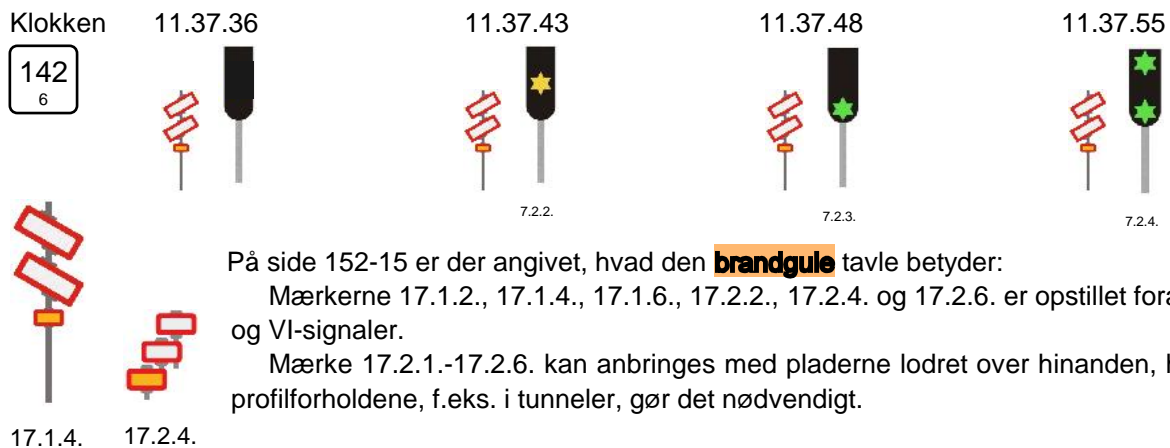 Klokken 11.37.36 11.37.43 11.37.48 11.37.55
142
6
7.2.2. 7.2.3. 7.2.4.
På side 152-15 er der angivet, hvad den brandgule tavle betyder:
Mærkerne 17.1.2., 17.1.4., 17.1.6., 17.2.2., 17.2.4. og 17.2.6. er opstillet
og VI-signaler.
Mærke 17.2.1.-17.2.6. kan anbringes med pladerne lodret over hinanden,
profilforholdene, f.eks. i tunneler, gør det nødvendigt.
17.1.4. 17.2.4.